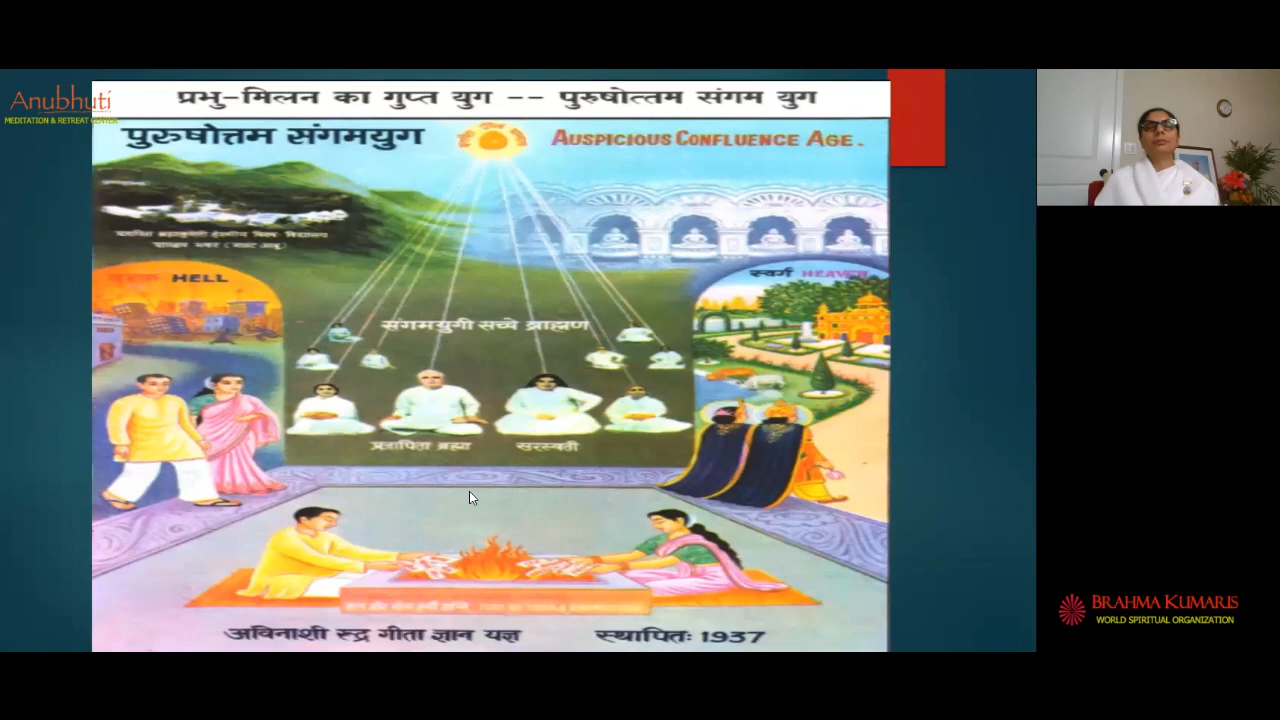 Anubhuti
MEDITATION & RETREAT CENTER
प्रभु-मिलन का गुप्त युग -- पुरुषोत्तम संगम युग
पुरुषोत्तम संगमयुग
AUSPICIOUS CONFLUENCE AGE.
HELL
स्वर्ग HEAVEN
संगमयुगी सच्चे ब्राह्मण
प्रजापिता ब्रह्मा
सरस्वती
अविनाशी रुद्र गीता ज्ञान यज्ञ
स्थापितः 1937
BRAHMA KUMARIS
WORLD SPIRITUAL ORGANIZATION